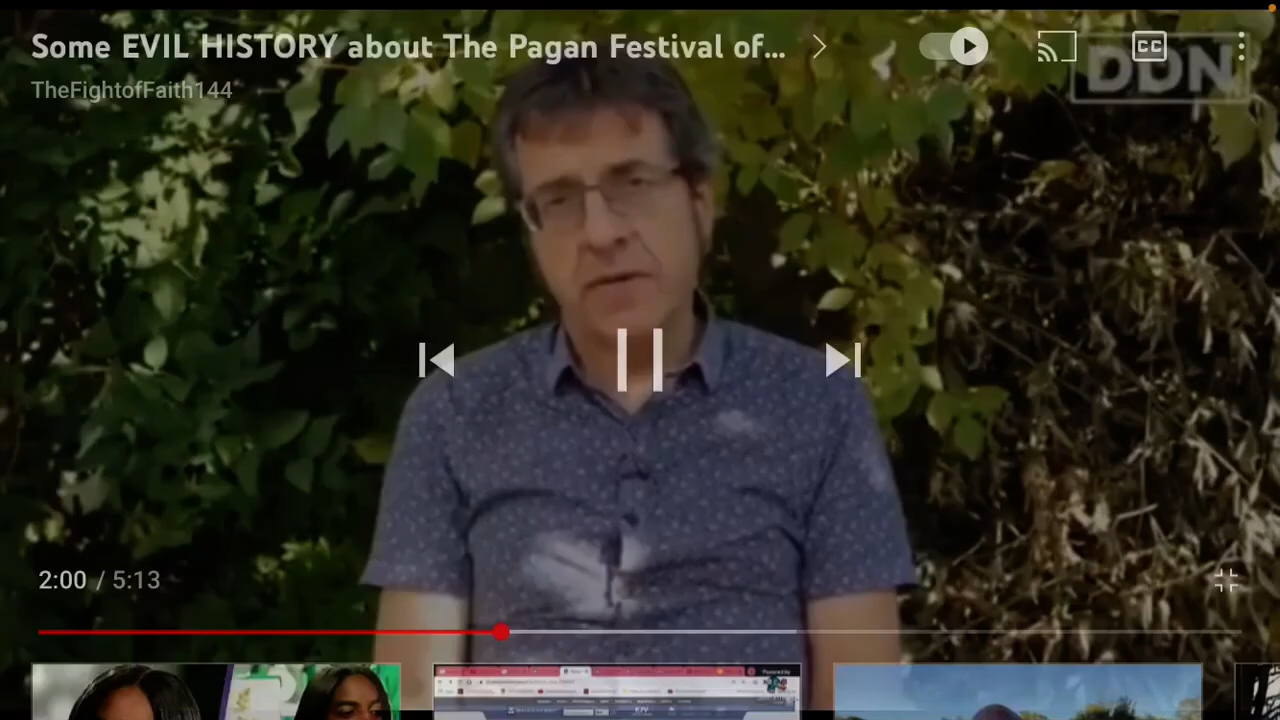 Some EVIL HISTORY about The Pagan Festival of...
CC
DDN
TheFightofFaith144
2:00 / 5:13